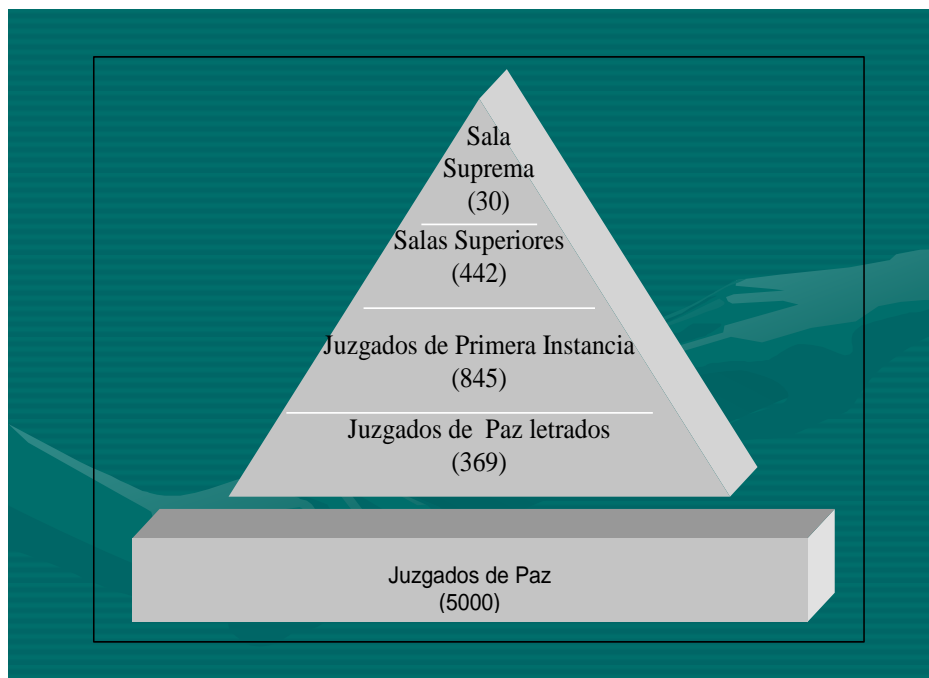 Sala
Suprema
(30)
Salas Superiores
(442)
Juzgados de Primera Instancia
(845)
Juzgados de Paz letrados
(369)
Juzgados de Paz
(5000)